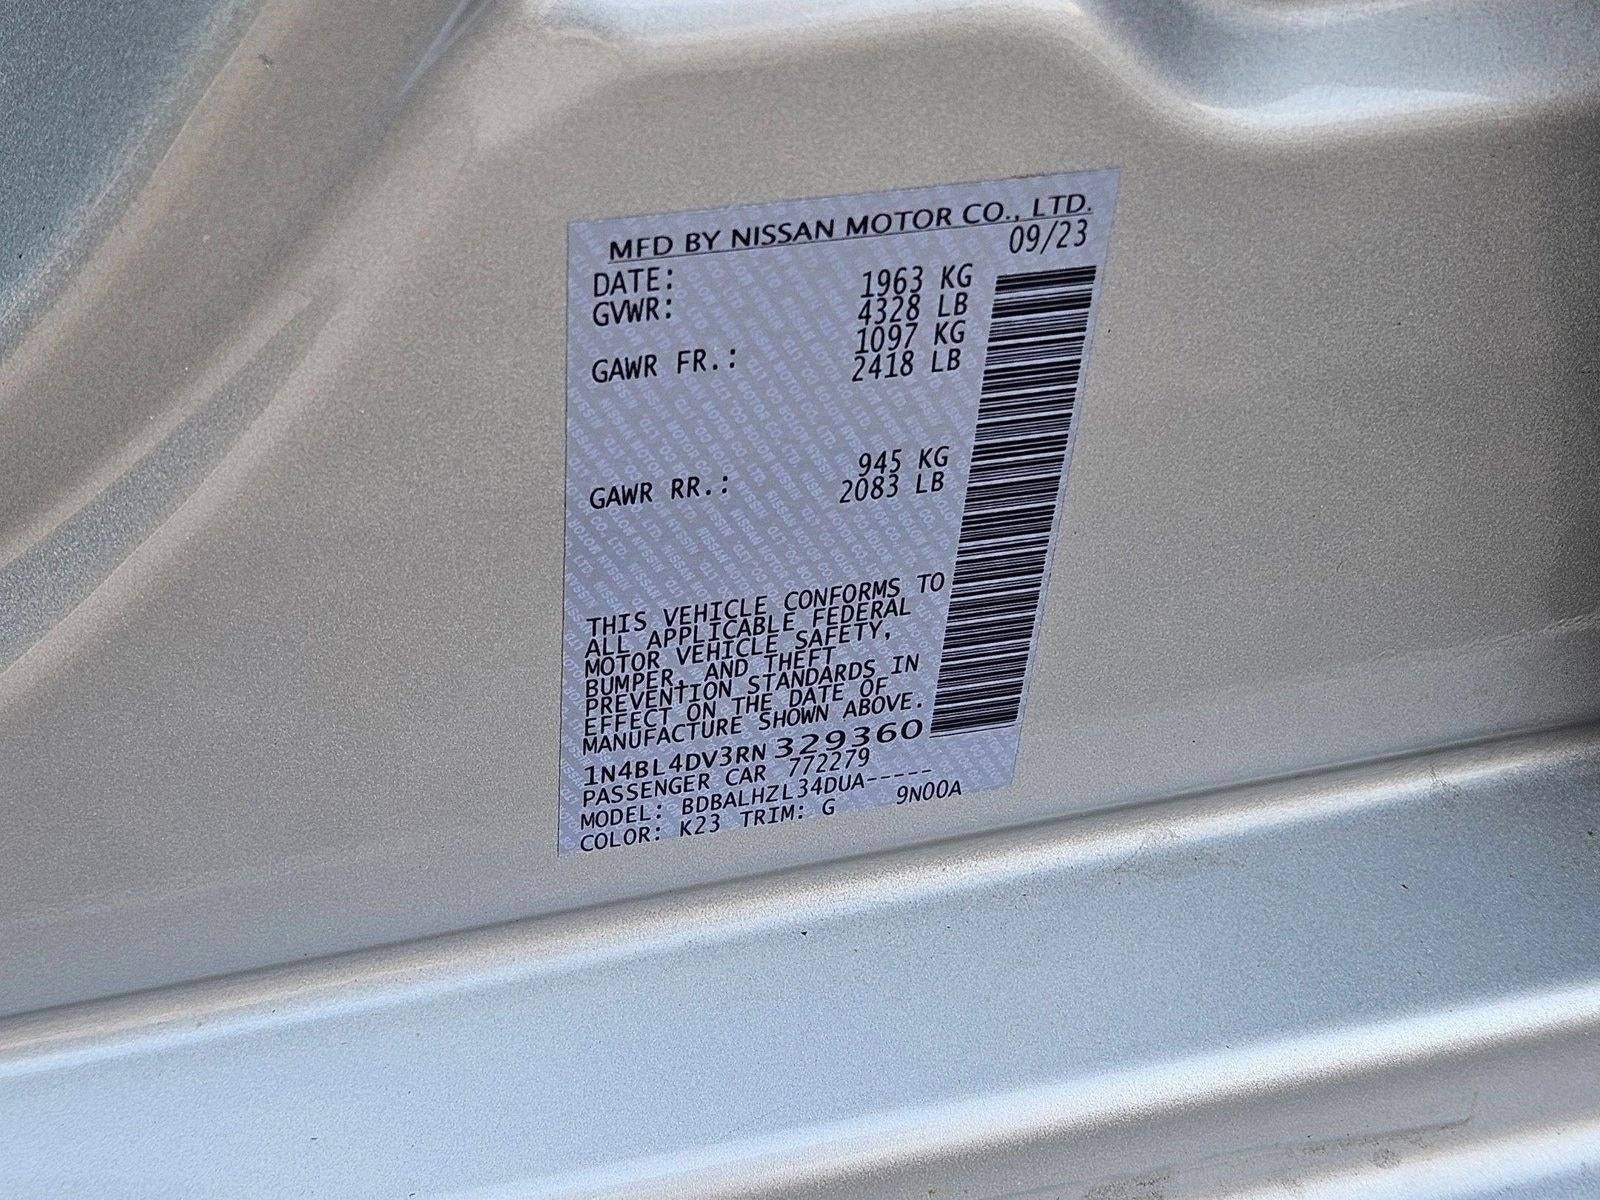 MFD BY NISSAN MOTOR CO., LTD.
DATE: 09/23
GVWR: 1963 KG
4328 LB
GAWR FR.: 1097 KG
2418 LB
GAWR RR.: 945 KG
2083 LB
THIS VEHICLE CONFORMS TO
ALL APPLICABLE FEDERAL
MOTOR VEHICLE SAFETY,
BUMPER, AND THEFT
PREVENTION STANDARDS IN
EFFECT ON THE DATE OF
MANUFACTURE SHOWN ABOVE.
1N4BL4DV3RN329360
PASSENGER CAR 772279
MODEL: BDBALHZL34DUA-----
COLOR: K23 TRIM: G 9N00A